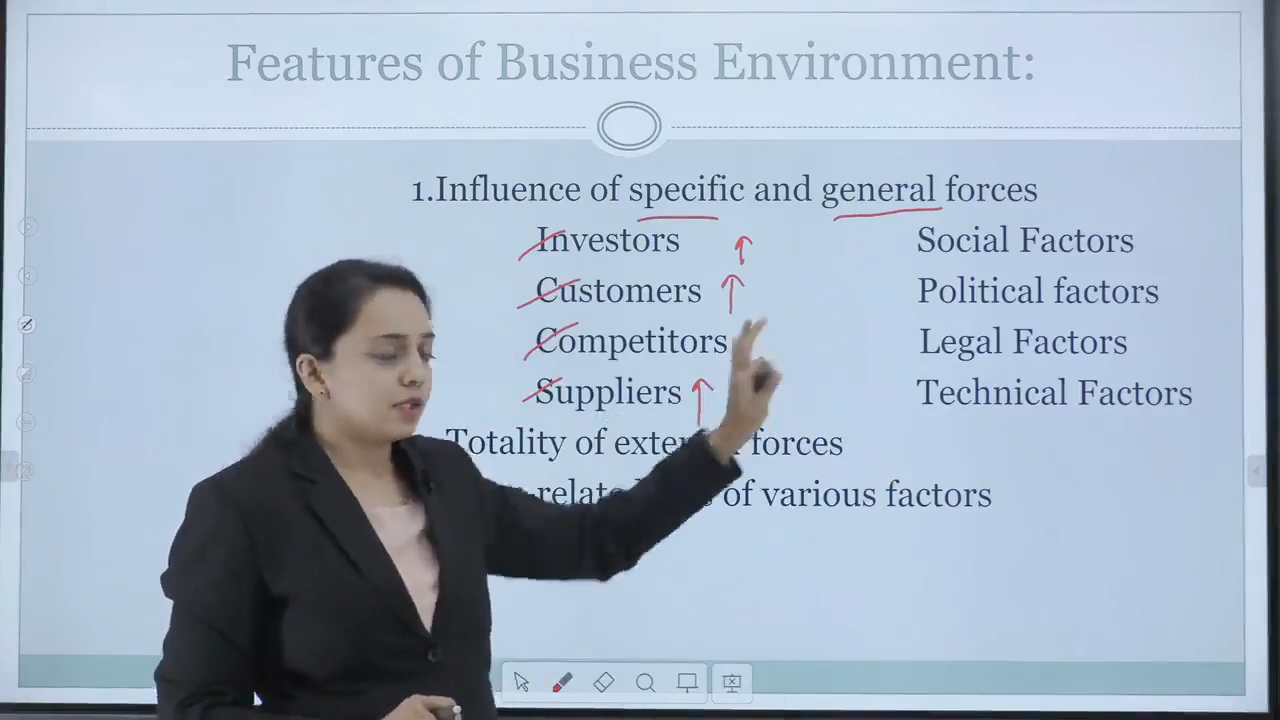 Features of Business Environment:
1.Influence of specific and general forces
Investors Social Factors
Customers Political factors
Competitors Legal Factors
Suppliers Technical Factors
Totality of forces
of various factors